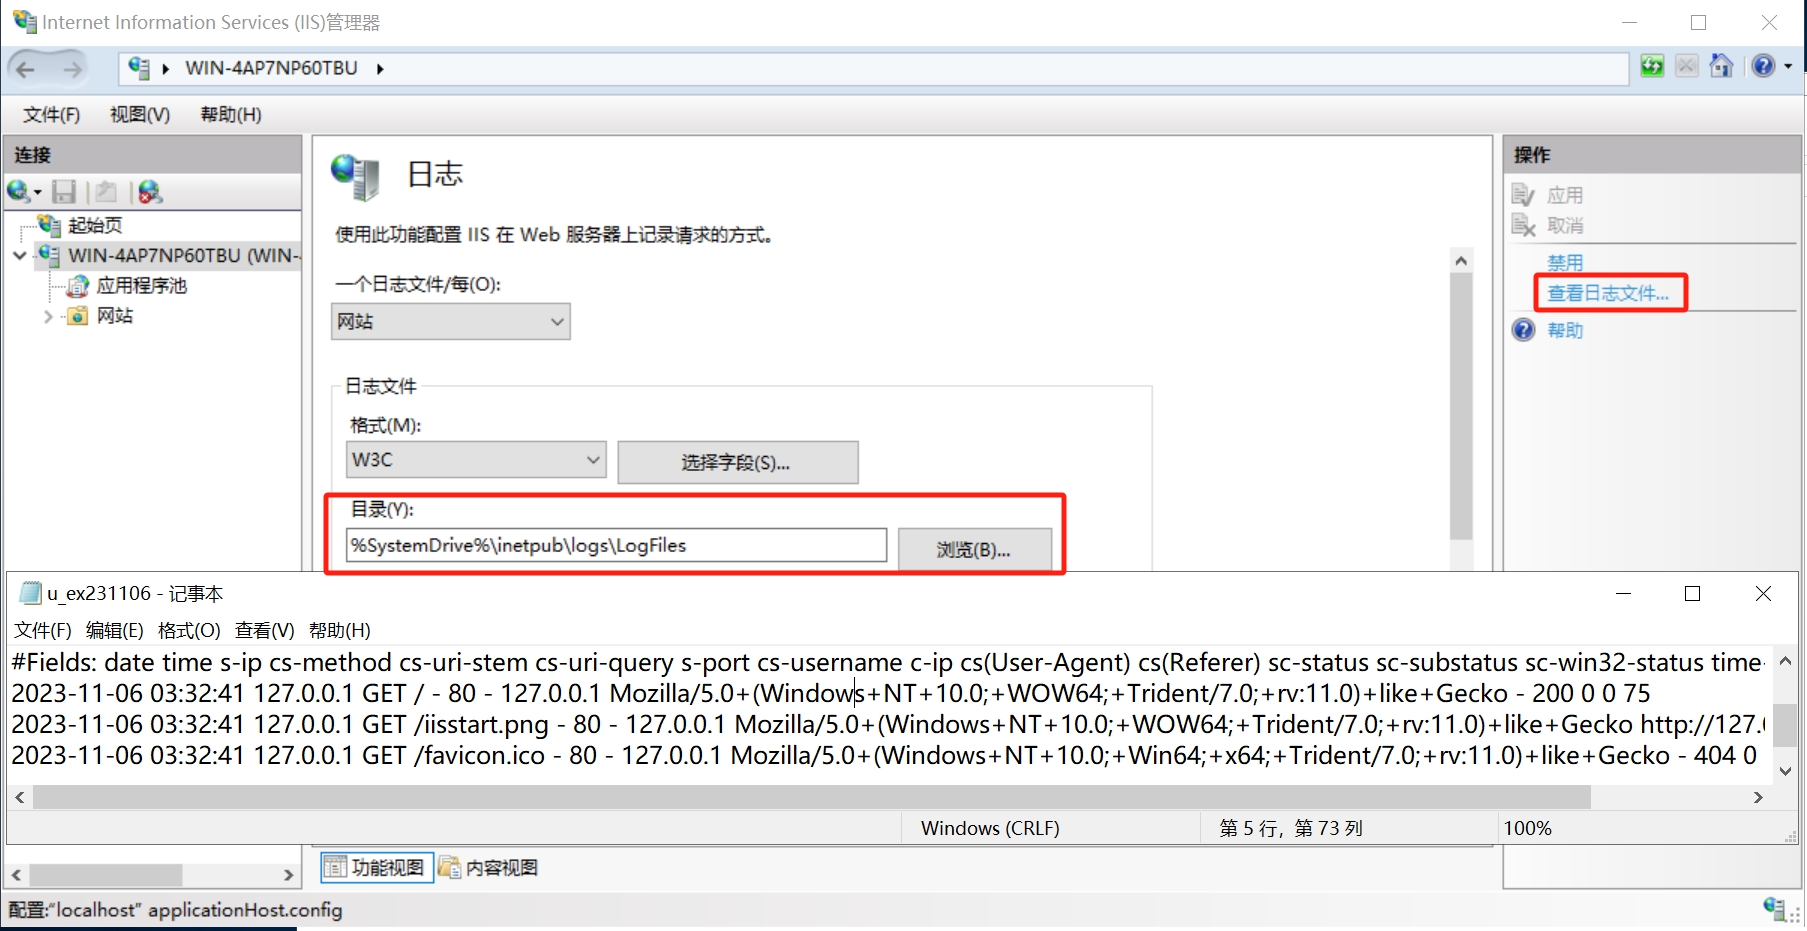 Internet Information Services (IIS)管理器
WIN-4AP7NP60TBU
文件(F) 视图(V) 帮助(H)
连接
起始页
WIN-4AP7NP60TBU (WIN-
应用程序池
网站
日志
使用此功能配置 IIS 在 Web 服务器上记录请求的方式。
一个日志文件/每(O):
网站
日志文件
格式(M):
W3C
选择字段(S)...
目录(Y):
%SystemDrive%\inetpub\logs\LogFiles
浏览(B)...
操作
应用
取消
禁用
查看日志文件...
帮助
u_ex231106 - 记事本
文件(F) 编辑(E) 格式(O) 查看(V) 帮助(H)
#Fields: date time s-ip cs-method cs-uri-stem cs-uri-query s-port cs-username c-ip cs(User-Agent) cs(Referer) sc-status sc-substatus sc-win32-status time-
2023-11-06 03:32:41 127.0.0.1 GET / - 80 - 127.0.0.1 Mozilla/5.0+(Windows+NT+10.0;+WOW64;+Trident/7.0;+rv:11.0)+like+Gecko - 200 0 0 75
2023-11-06 03:32:41 127.0.0.1 GET /iisstart.png - 80 - 127.0.0.1 Mozilla/5.0+(Windows+NT+10.0;+WOW64;+Trident/7.0;+rv:11.0)+like+Gecko http://127.0
2023-11-06 03:32:41 127.0.0.1 GET /favicon.ico - 80 - 127.0.0.1 Mozilla/5.0+(Windows+NT+10.0;+Win64;+x64;+Trident/7.0;+rv:11.0)+like+Gecko - 404 0
Windows (CRLF)
第 5 行，第 73 列
100%
功能视图 内容视图
配置:"localhost" applicationHost.config